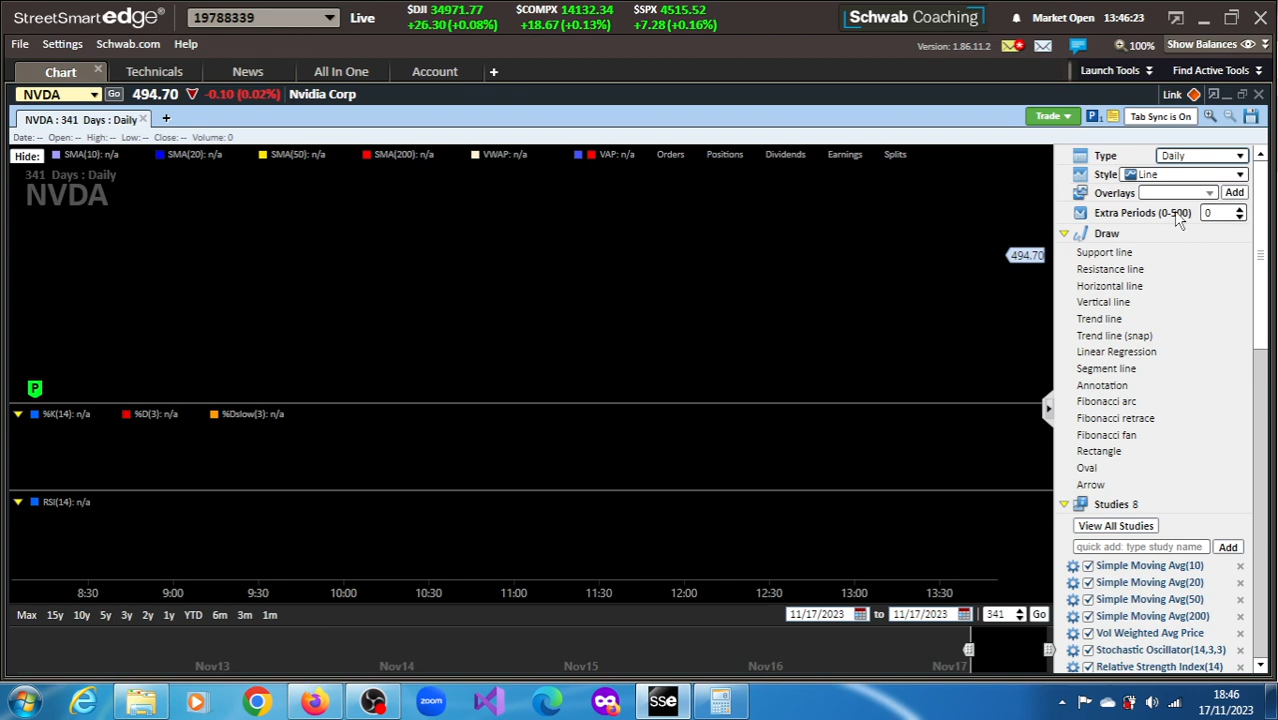 StreetSmart edge®
19788339
Live
$DJI 34971.77
+26.30 (+0.08%)
$COMPX 14132.34
+18.67 (+0.13%)
$SPX 4515.52
+7.28 (+0.16%)
Schwab Coaching
Market Open
13:46:23
File Settings Schwab.com Help
Version: 1.86.11.2
100%
Show Balances
Chart Technicals News All In One Account +
Launch Tools
Find Active Tools
NVDA Go 494.70 -0.10 (0.02%) Nvidia Corp
Link
NVDA : 341 Days : Daily +
Trade
P 1
Tab Sync is On
Date: -- Open: -- High: -- Low: -- Close: -- Volume: 0
Hide: SMA(10): n/a SMA(20): n/a SMA(50): n/a SMA(200): n/a VWAP: n/a VAP: n/a Orders Positions Dividends Earnings Splits
341 Days : Daily
NVDA
494.70
P
%K(14): n/a %D(3): n/a %Dslow(3): n/a
RSI(14): n/a
8:30 9:00 9:30 10:00 10:30 11:00 11:30 12:00 12:30 13:00 13:30
Max 15y 10y 5y 3y 2y 1y YTD 6m 3m 1m
11/17/2023 to 11/17/2023 341 Go
Nov13 Nov14 Nov15 Nov16 Nov17
Type Daily
Style Line
Overlays Add
Extra Periods (0-500) 0
Draw
Support line
Resistance line
Horizontal line
Vertical line
Trend line
Trend line (snap)
Linear Regression
Segment line
Annotation
Fibonacci arc
Fibonacci retrace
Fibonacci fan
Rectangle
Oval
Arrow
Studies 8
View All Studies
quick add: type study name Add
Simple Moving Avg(10)
Simple Moving Avg(20)
Simple Moving Avg(50)
Simple Moving Avg(200)
Vol Weighted Avg Price
Stochastic Oscillator(14,3,3)
Relative Strength Index(14)
zoom
SSE
18:46
17/11/2023